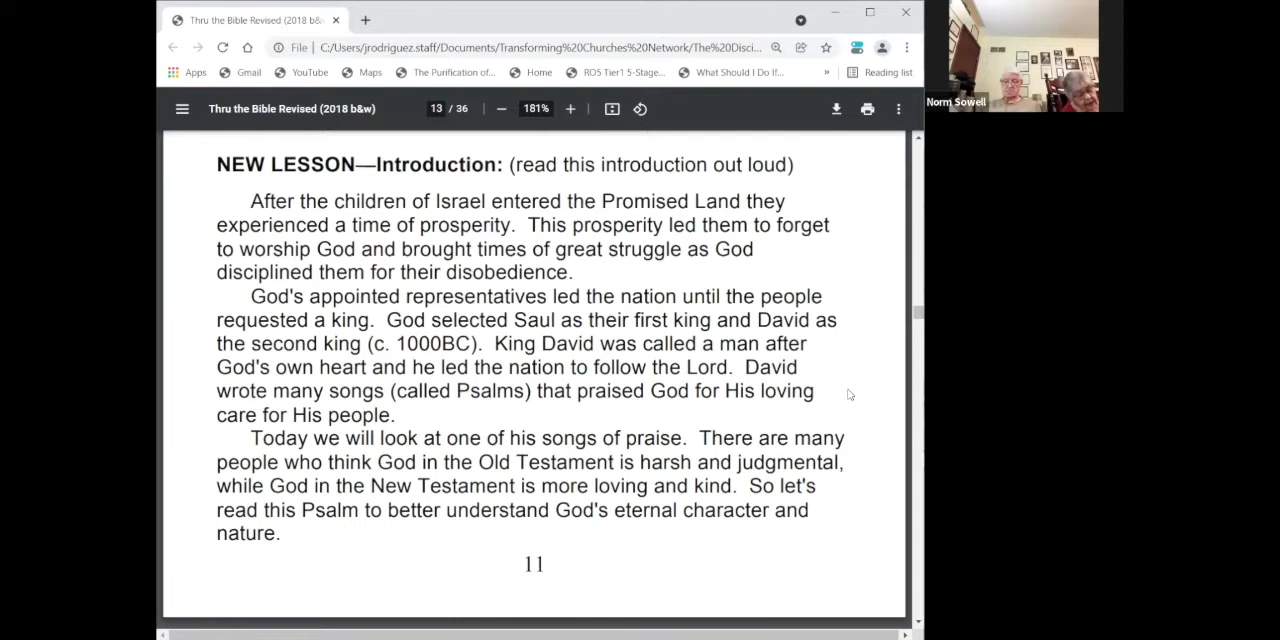 Thru the Bible Revised (2018 b&w
File | C:/Users/jrodriguez.staff/Documents/Transforming%20Churches%20Network/The%20Disci...
Apps Gmail YouTube Maps The Purification of... Home RO5 Tier1 5-Stage... What Should I Do If... » Reading list
Thru the Bible Revised (2018 b&w) 13 / 36 — 181% +
NEW LESSON—Introduction: (read this introduction out loud)
After the children of Israel entered the Promised Land they
experienced a time of prosperity. This prosperity led them to forget
to worship God and brought times of great struggle as God
disciplined them for their disobedience.
God's appointed representatives led the nation until the people
requested a king. God selected Saul as their first king and David as
the second king (c. 1000BC). King David was called a man after
God's own heart and he led the nation to follow the Lord. David
wrote many songs (called Psalms) that praised God for His loving
care for His people.
Today we will look at one of his songs of praise. There are many
people who think God in the Old Testament is harsh and judgmental,
while God in the New Testament is more loving and kind. So let's
read this Psalm to better understand God's eternal character and
nature.
11
Norm Sowell